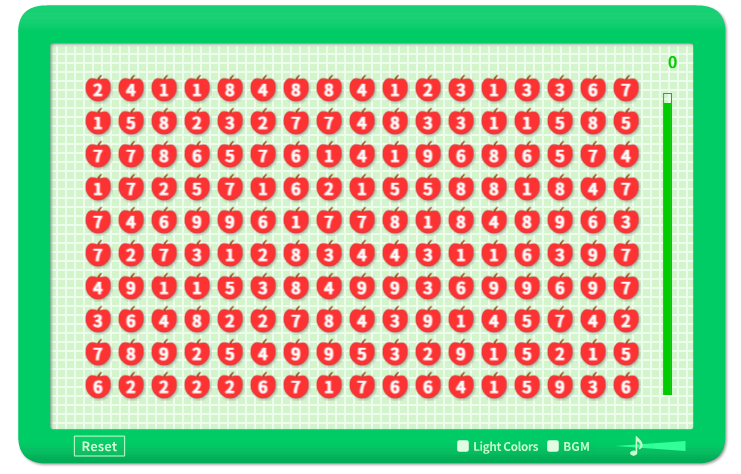 0
2 4 1 1 8 4 8 8 4 1 2 3 1 3 3 6 7
1 5 8 2 3 2 7 7 4 8 3 3 1 1 5 8 5
7 7 8 6 5 7 6 1 4 1 9 6 8 6 5 7 4
1 7 2 5 7 1 6 2 1 5 5 8 8 1 8 4 7
7 4 6 9 9 6 1 7 7 8 1 8 4 8 9 6 3
7 2 7 3 1 2 8 3 4 4 3 1 1 6 3 9 7
4 9 1 1 5 3 8 4 9 9 3 6 9 9 6 9 7
3 6 4 8 2 2 7 8 4 3 9 1 4 5 7 4 2
7 8 9 2 5 4 9 9 5 3 2 9 1 5 2 1 5
6 2 2 2 2 6 7 1 7 6 6 4 1 5 9 3 6
Reset Light Colors BGM